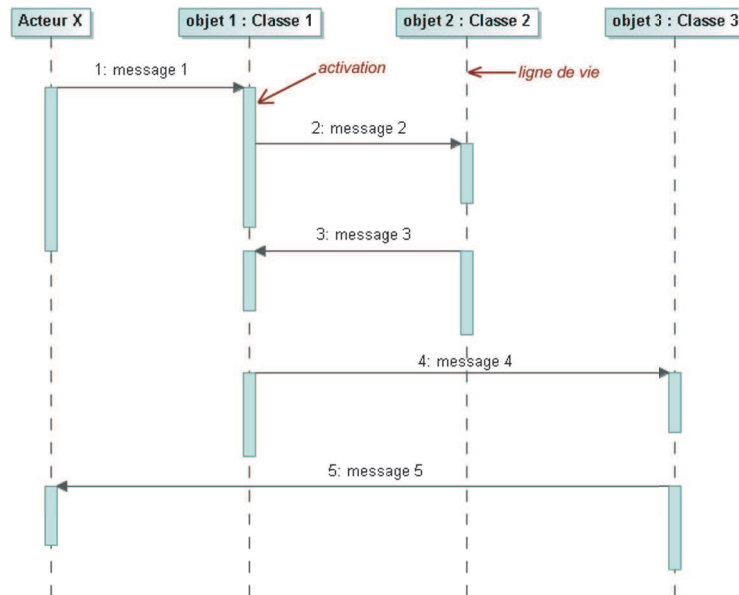 Acteur X
objet 1 : Classe 1
objet 2 : Classe 2
objet 3 : Classe 3
1: message 1
activation
ligne de vie
2: message 2
3: message 3
4: message 4
5: message 5